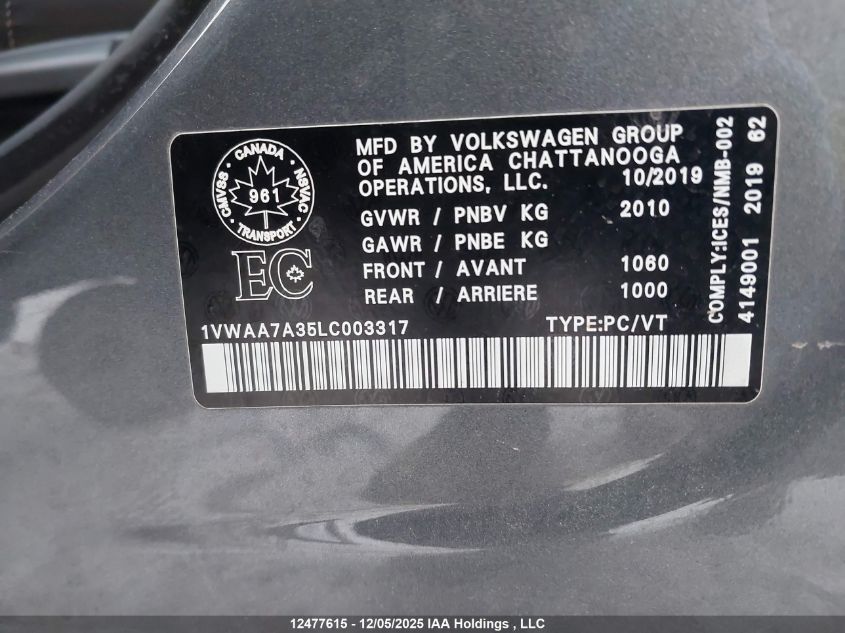 CANADA
CMVSS
NSVAC
961
TRANSPORT
EC
MFD BY VOLKSWAGEN GROUP
OF AMERICA CHATTANOOGA
OPERATIONS, LLC. 10/2019
GVWR / PNBV KG 2010
GAWR / PNBE KG
FRONT / AVANT 1060
REAR / ARRIERE 1000
1VWAA7A35LC003317 TYPE:PC/VT
COMPLY:ICES/NMB-002
4149001 2019 62
12477615 - 12/05/2025 IAA Holdings , LLC